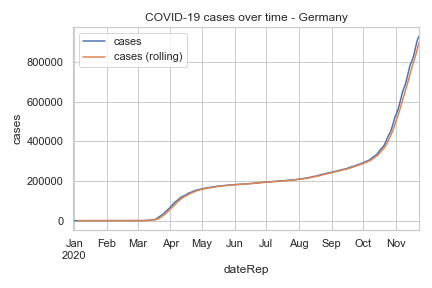 COVID-19 cases over time - Germany
cases
cases (rolling)
cases
800000
600000
400000
200000
0
Jan Feb Mar Apr May Jun Jul Aug Sep Oct Nov
2020
dateRep